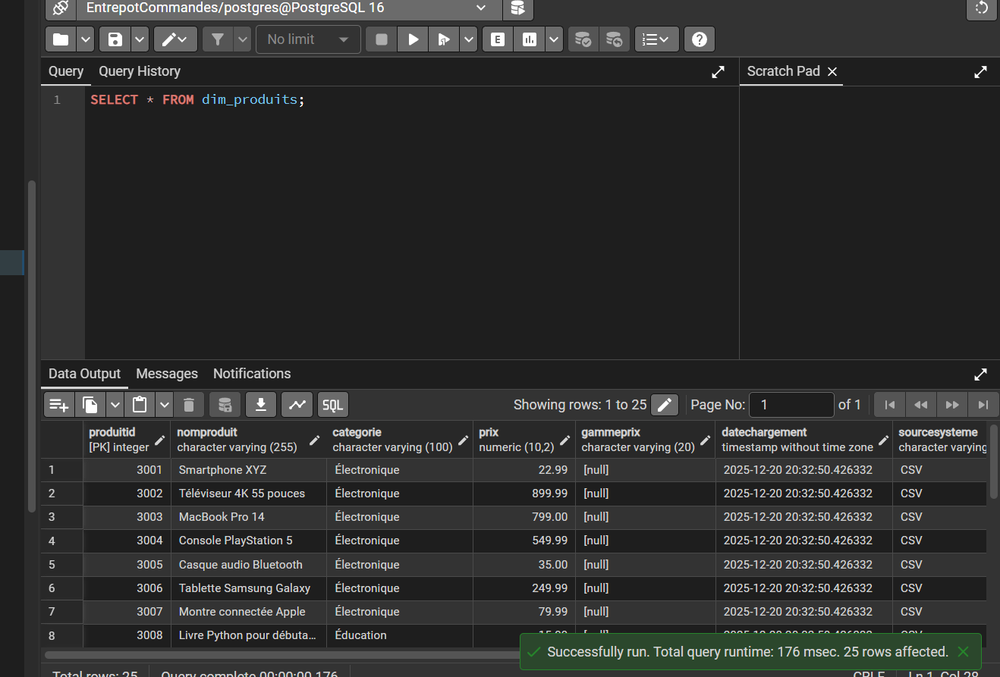 EntrepotCommandes/postgres@PostgreSQL 16
No limit
E
Query Query History Scratch Pad
1 SELECT * FROM dim_produits;
Data Output Messages Notifications
SQL Showing rows: 1 to 25 Page No: 1 of 1
produitid nomproduit categorie prix gammeprix datechargement sourcesysteme
[PK] integer character varying (255) character varying (100) numeric (10,2) character varying (20) timestamp without time zone character varying
1 3001 Smartphone XYZ Électronique 22.99 [null] 2025-12-20 20:32:50.426332 CSV
2 3002 Téléviseur 4K 55 pouces Électronique 899.99 [null] 2025-12-20 20:32:50.426332 CSV
3 3003 MacBook Pro 14 Électronique 799.00 [null] 2025-12-20 20:32:50.426332 CSV
4 3004 Console PlayStation 5 Électronique 549.99 [null] 2025-12-20 20:32:50.426332 CSV
5 3005 Casque audio Bluetooth Électronique 35.00 [null] 2025-12-20 20:32:50.426332 CSV
6 3006 Tablette Samsung Galaxy Électronique 249.99 [null] 2025-12-20 20:32:50.426332 CSV
7 3007 Montre connectée Apple Électronique 79.99 [null] 2025-12-20 20:32:50.426332 CSV
8 3008 Livre Python pour débuta... Éducation
Successfully run. Total query runtime: 176 msec. 25 rows affected.
Total rows: 25 Query complete 00:00:00.176 CRLF Ln 1, Col 28